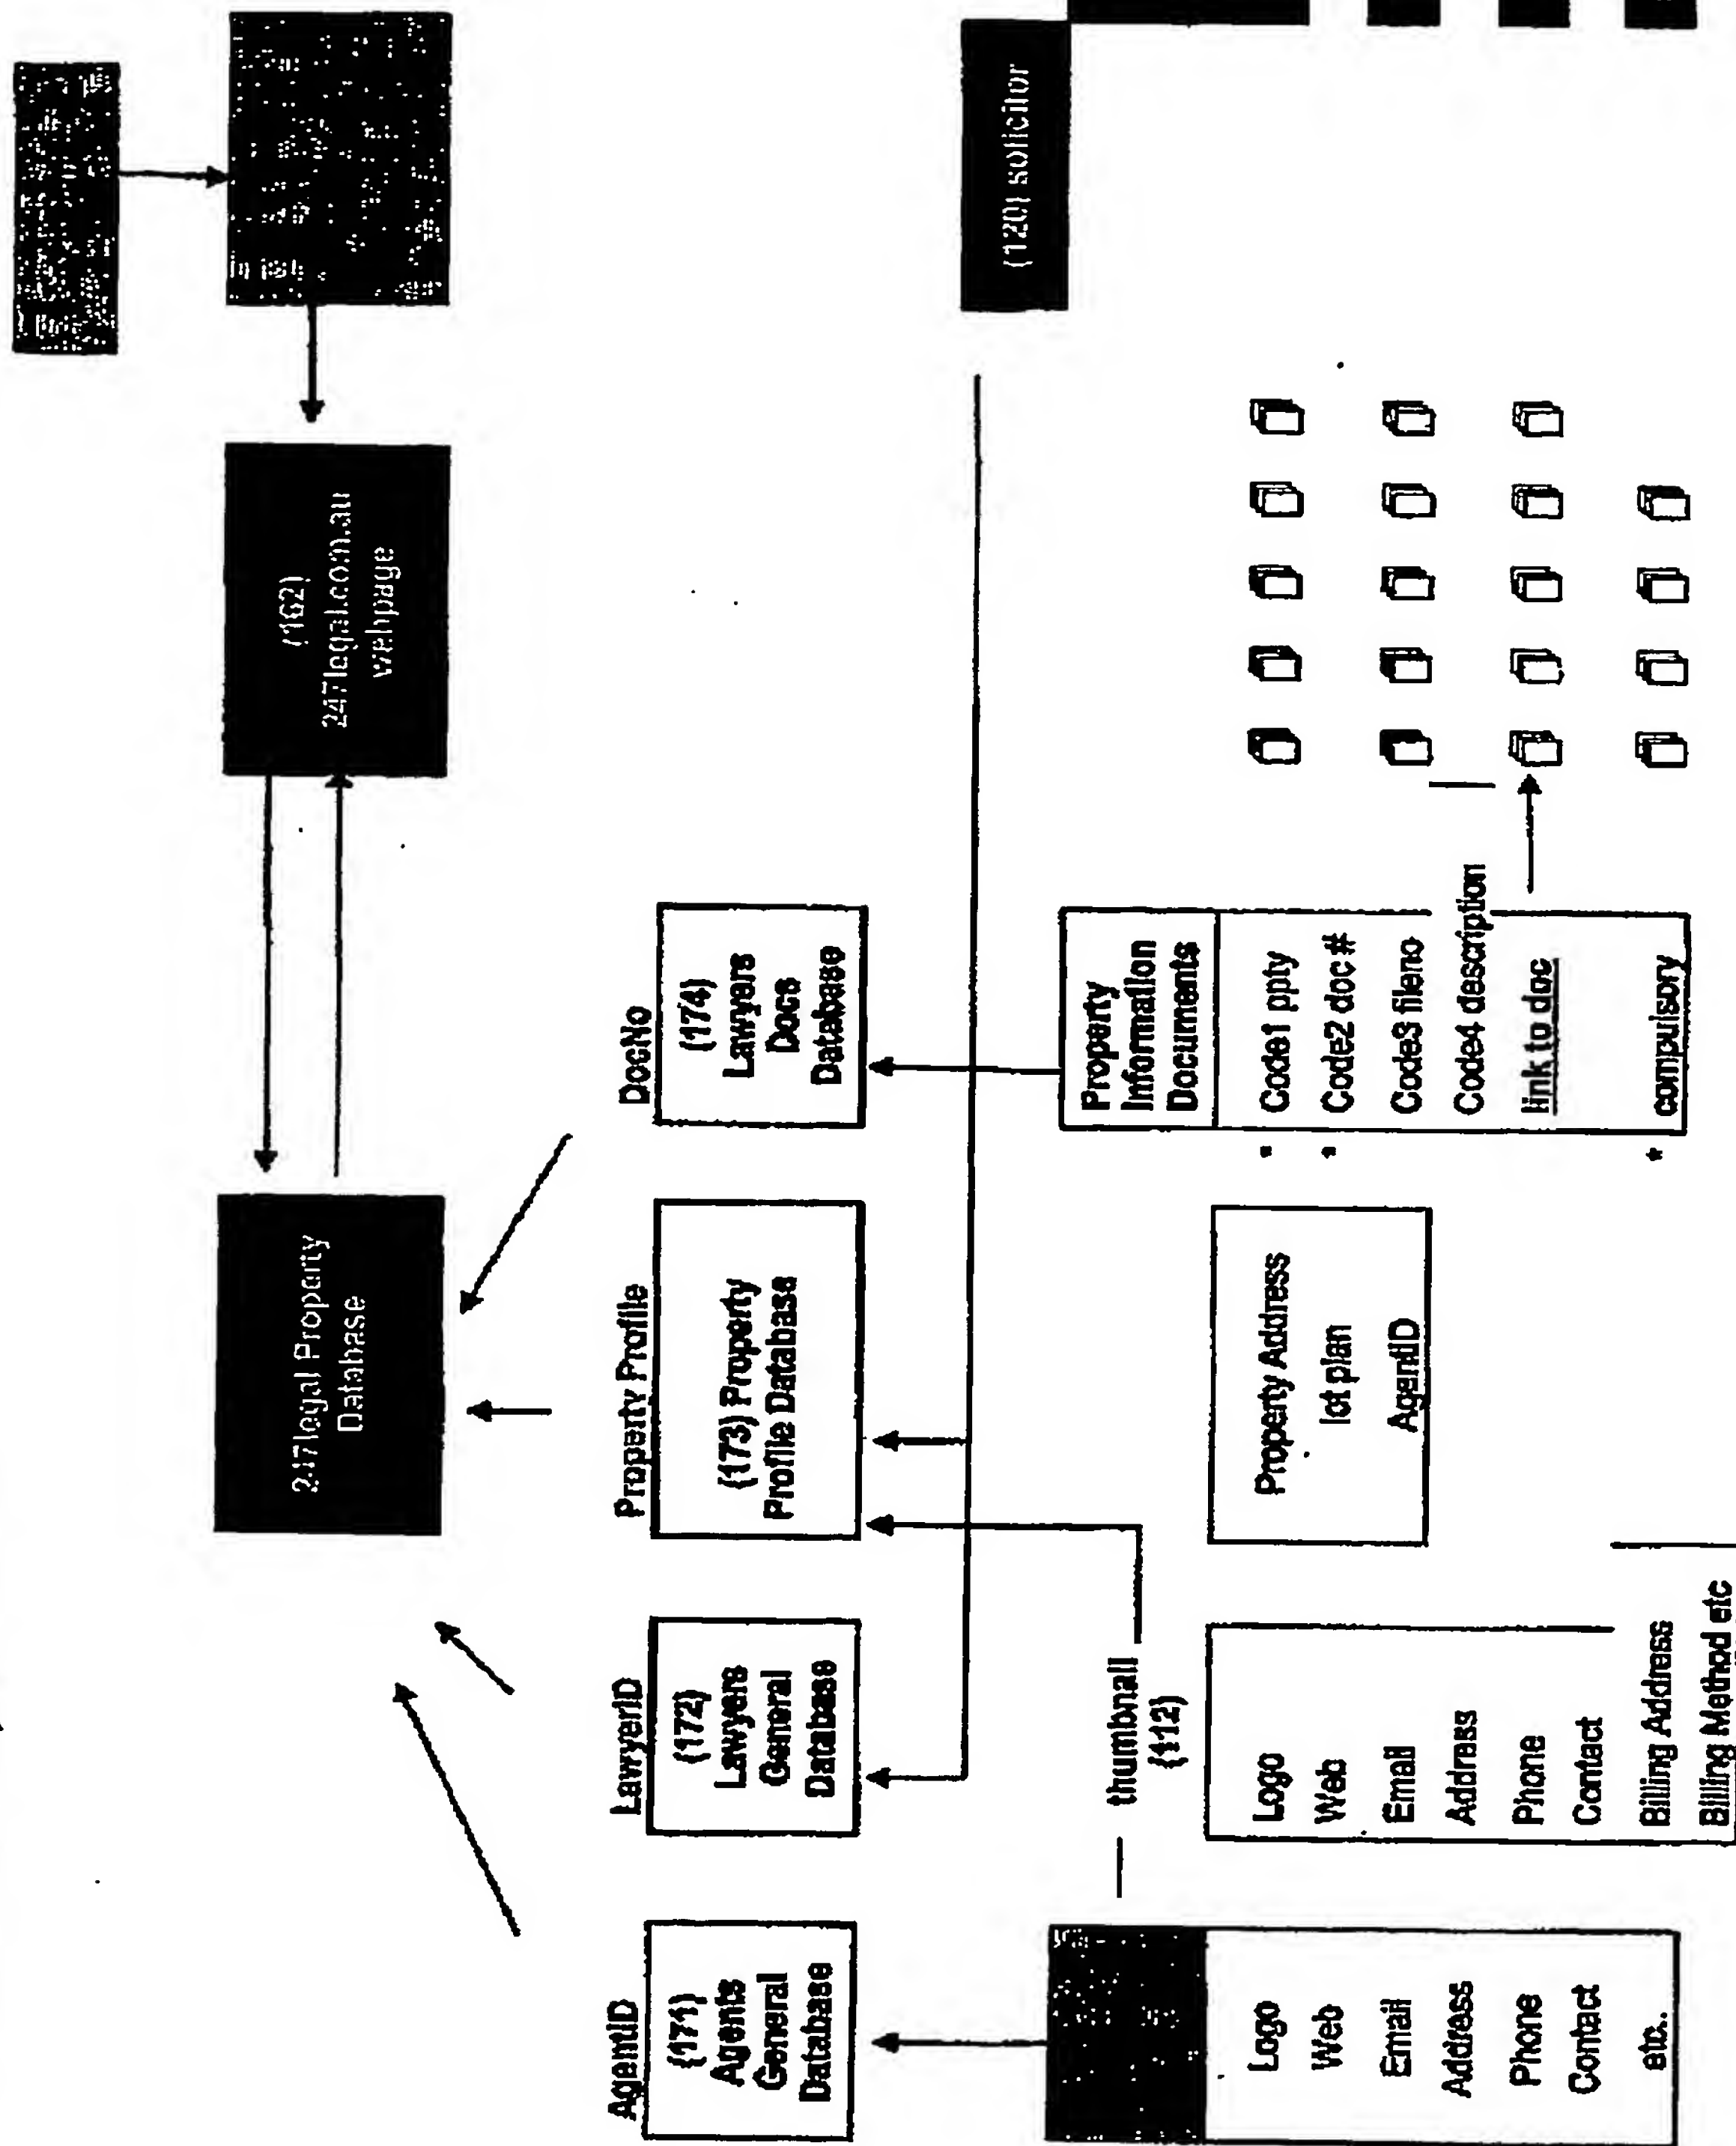 247legal Property
Database
(162)
247legal.com.au
webpage
AgentID
(171)
Agents
General
Database
LawyerID
(172)
Lawyers
General
Database
Property Profile
(173) Property
Profile Database
DocNo
(174)
Lawyers
Docs
Database
(120) solicitor
thumbnail
(112)
Logo
Web
Email
Address
Phone
Contact
etc..
Logo
Web
Email
Address
Phone
Contact
Billing Address
Billing Method etc
Property Address
lot plan
AgentID
Property
Information
Documents
* Code1 ppty
* Code2 doc #
Code3 fileno
Code4 description
link to doc
* compulsory